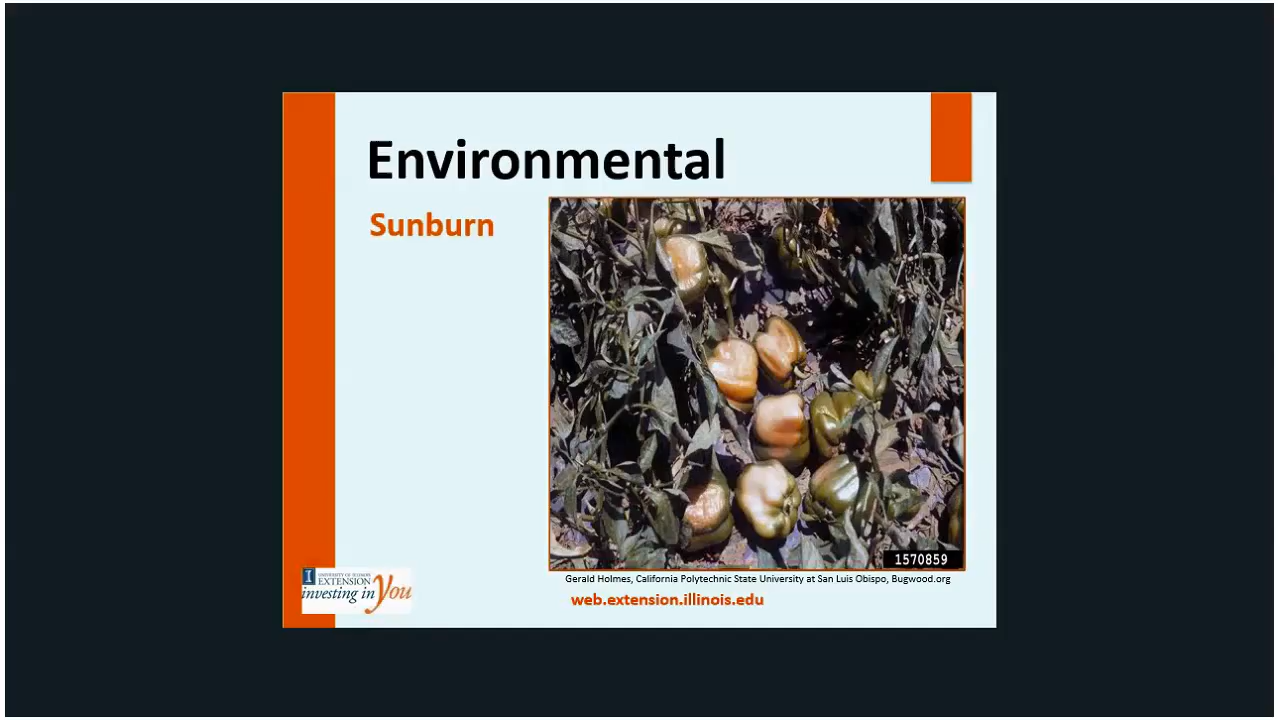 Environmental
Sunburn
1570859
Gerald Holmes, California Polytechnic State University at San Luis Obispo, Bugwood.org
web.extension.illinois.edu
I
UNIVERSITY OF ILLINOIS
EXTENSION
investing in You